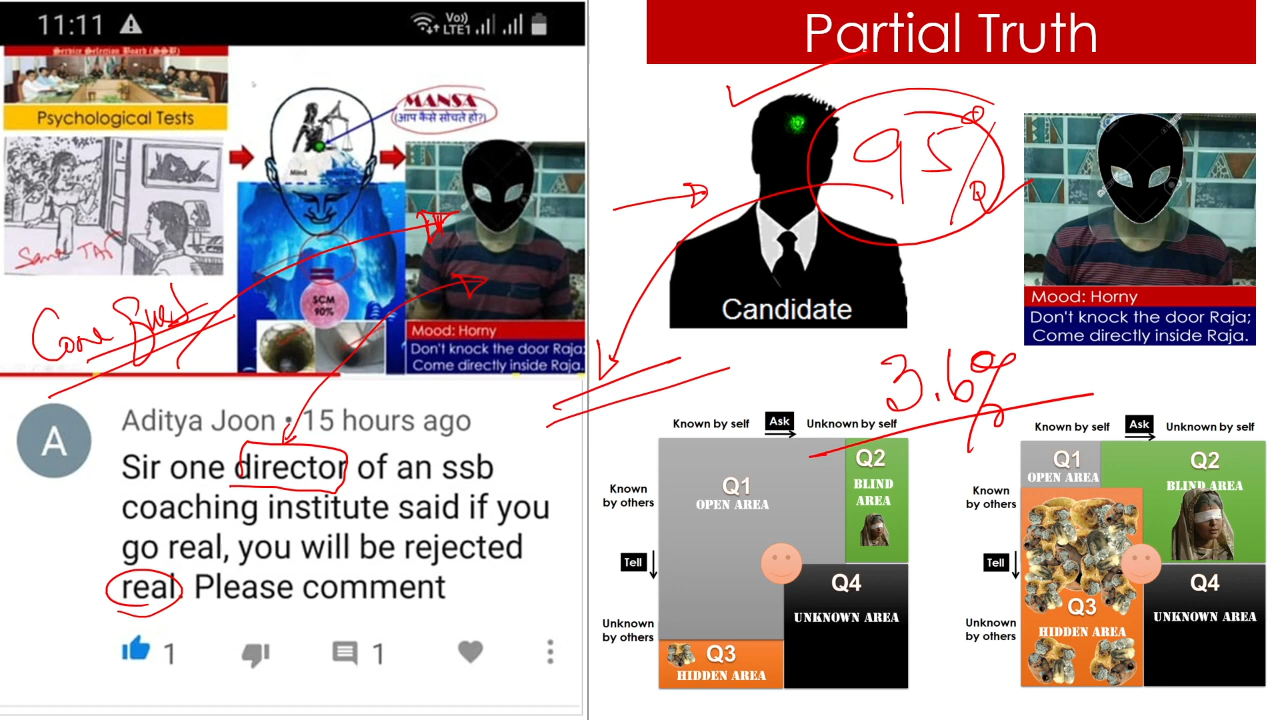 11:11
Vo))
LTE1
Service Selection Board (SSB)
Psychological Tests
MANSA
(आप कैसे सोचते हो?)
Mind
Same TAT
SCM
90%
Mood: Horny
Don't knock the door Raja;
Come directly inside Raja.
A
Aditya Joon • 15 hours ago
Sir one director of an ssb
coaching institute said if you
go real, you will be rejected
real. Please comment
1
1
Partial Truth
95%
Candidate
Mood: Horny
Don't knock the door Raja;
Come directly inside Raja.
3.6%
Known by self
Ask
Unknown by self
Known
by others
Tell
Unknown
by others
Q1
OPEN AREA
Q2
BLIND
AREA
Q3
HIDDEN AREA
Q4
UNKNOWN AREA
Known by self
Ask
Unknown by self
Known
by others
Tell
Unknown
by others
Q1
OPEN AREA
Q2
BLIND AREA
Q3
HIDDEN AREA
Q4
UNKNOWN AREA